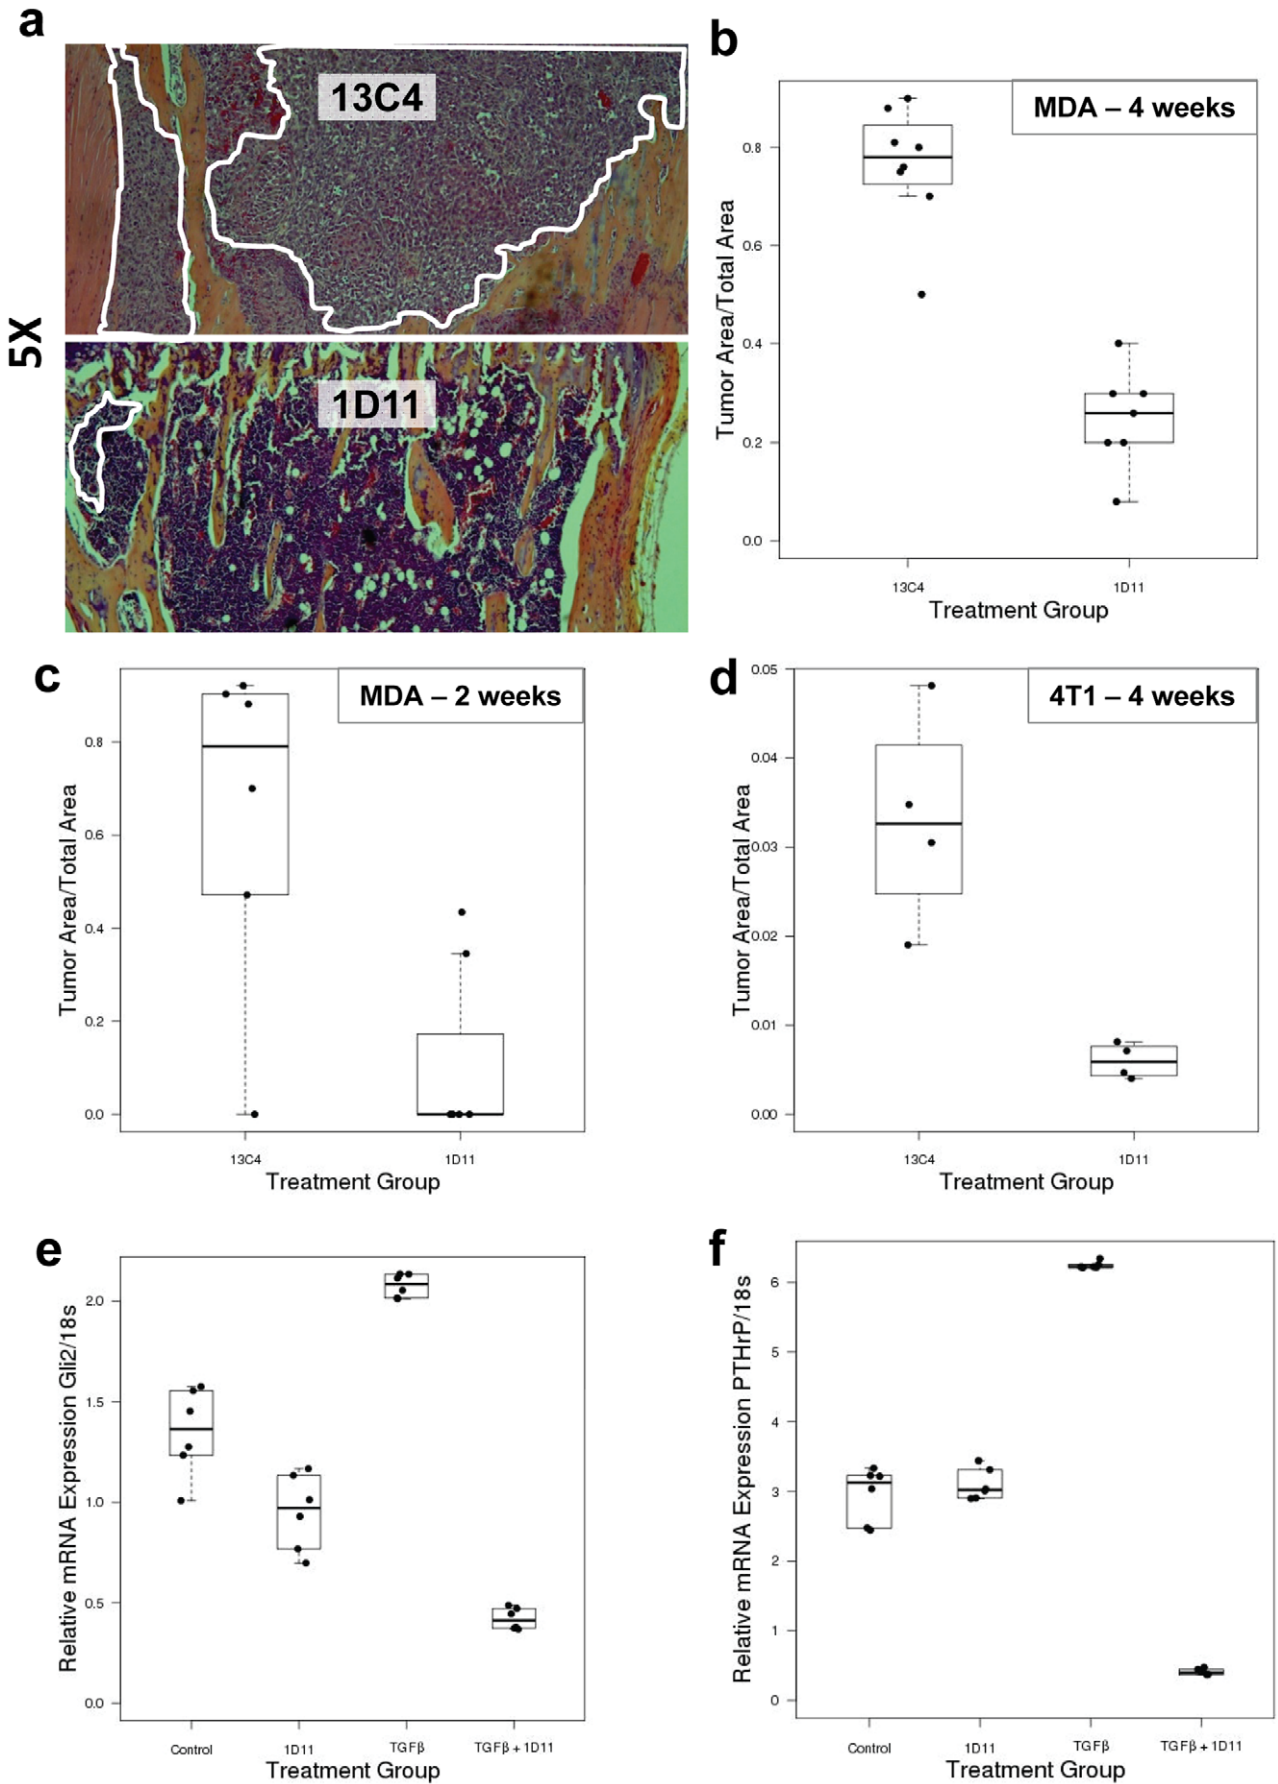 a
5X
13C4
1D11
b
MDA – 4 weeks
Tumor Area/Total Area
0.8
0.6
0.4
0.2
0.0
13C4
1D11
Treatment Group
c
MDA – 2 weeks
Tumor Area/Total Area
0.8
0.6
0.4
0.2
0.0
13C4
1D11
Treatment Group
d
4T1 – 4 weeks
Tumor Area/Total Area
0.05
0.04
0.03
0.02
0.01
0.00
13C4
1D11
Treatment Group
e
Relative mRNA Expression Gli2/18s
2.0
1.5
1.0
0.5
0.0
Control
1D11
TGFβ
TGFβ + 1D11
Treatment Group
f
Relative mRNA Expression PTHrP/18s
6
5
4
3
2
1
0
Control
1D11
TGFβ
TGFβ + 1D11
Treatment Group